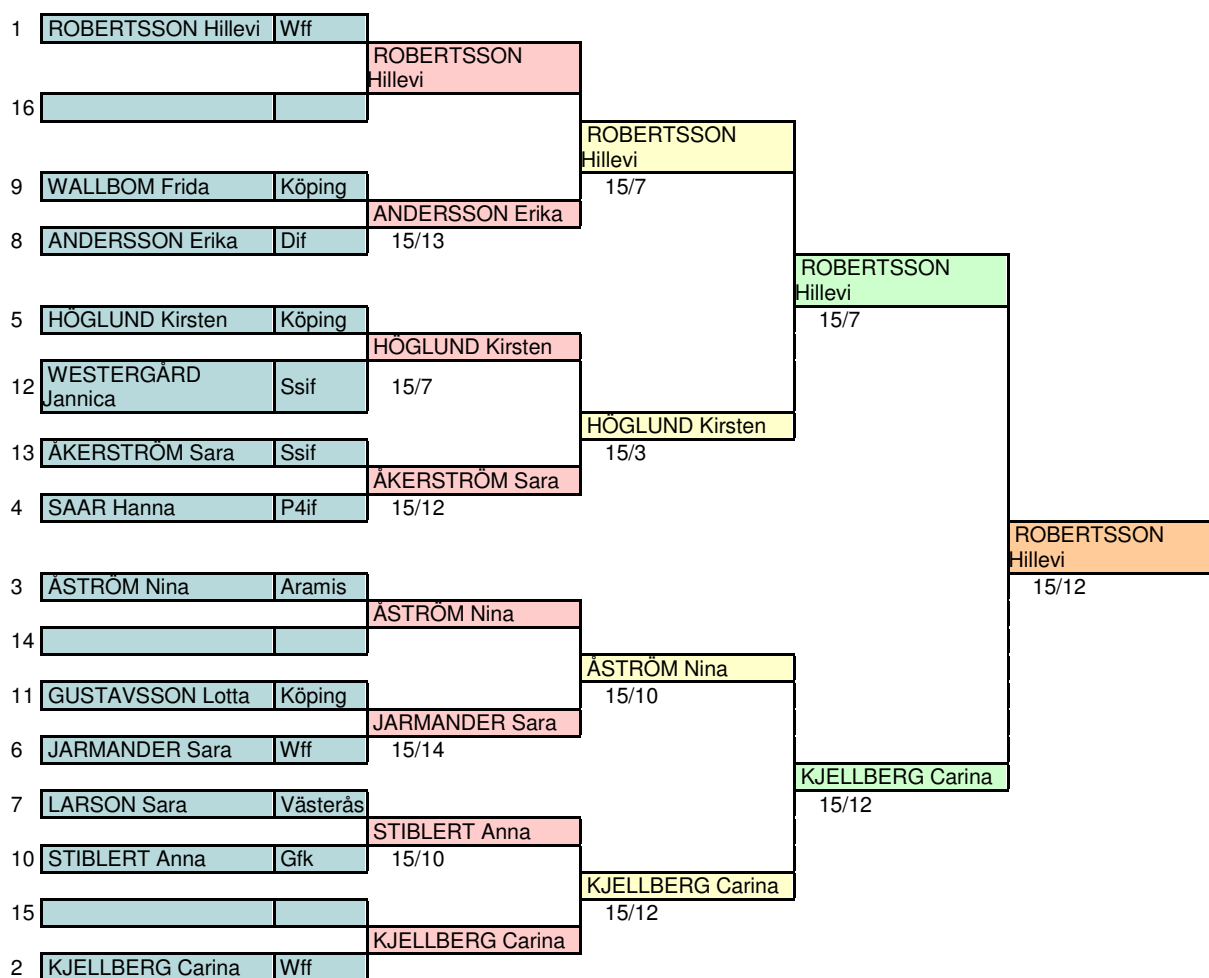 1 ROBERTSSON Hillevi Wff
ROBERTSSON
Hillevi
16
ROBERTSSON
Hillevi
9 WALLBOM Frida Köping 15/7
ANDERSSON Erika
8 ANDERSSON Erika Dif 15/13
ROBERTSSON
Hillevi
5 HÖGLUND Kirsten Köping 15/7
HÖGLUND Kirsten
12 WESTERGÅRD
Jannica Ssif 15/7
HÖGLUND Kirsten
13 ÅKERSTRÖM Sara Ssif 15/3
ÅKERSTRÖM Sara
4 SAAR Hanna P4if 15/12
ROBERTSSON
Hillevi
3 ÅSTRÖM Nina Aramis 15/12
ÅSTRÖM Nina
14
ÅSTRÖM Nina
11 GUSTAVSSON Lotta Köping 15/10
JARMANDER Sara
6 JARMANDER Sara Wff 15/14
KJELLBERG Carina
7 LARSON Sara Västerås 15/12
STIBLERT Anna
10 STIBLERT Anna Gfk 15/10
KJELLBERG Carina
15 15/12
KJELLBERG Carina
2 KJELLBERG Carina Wff